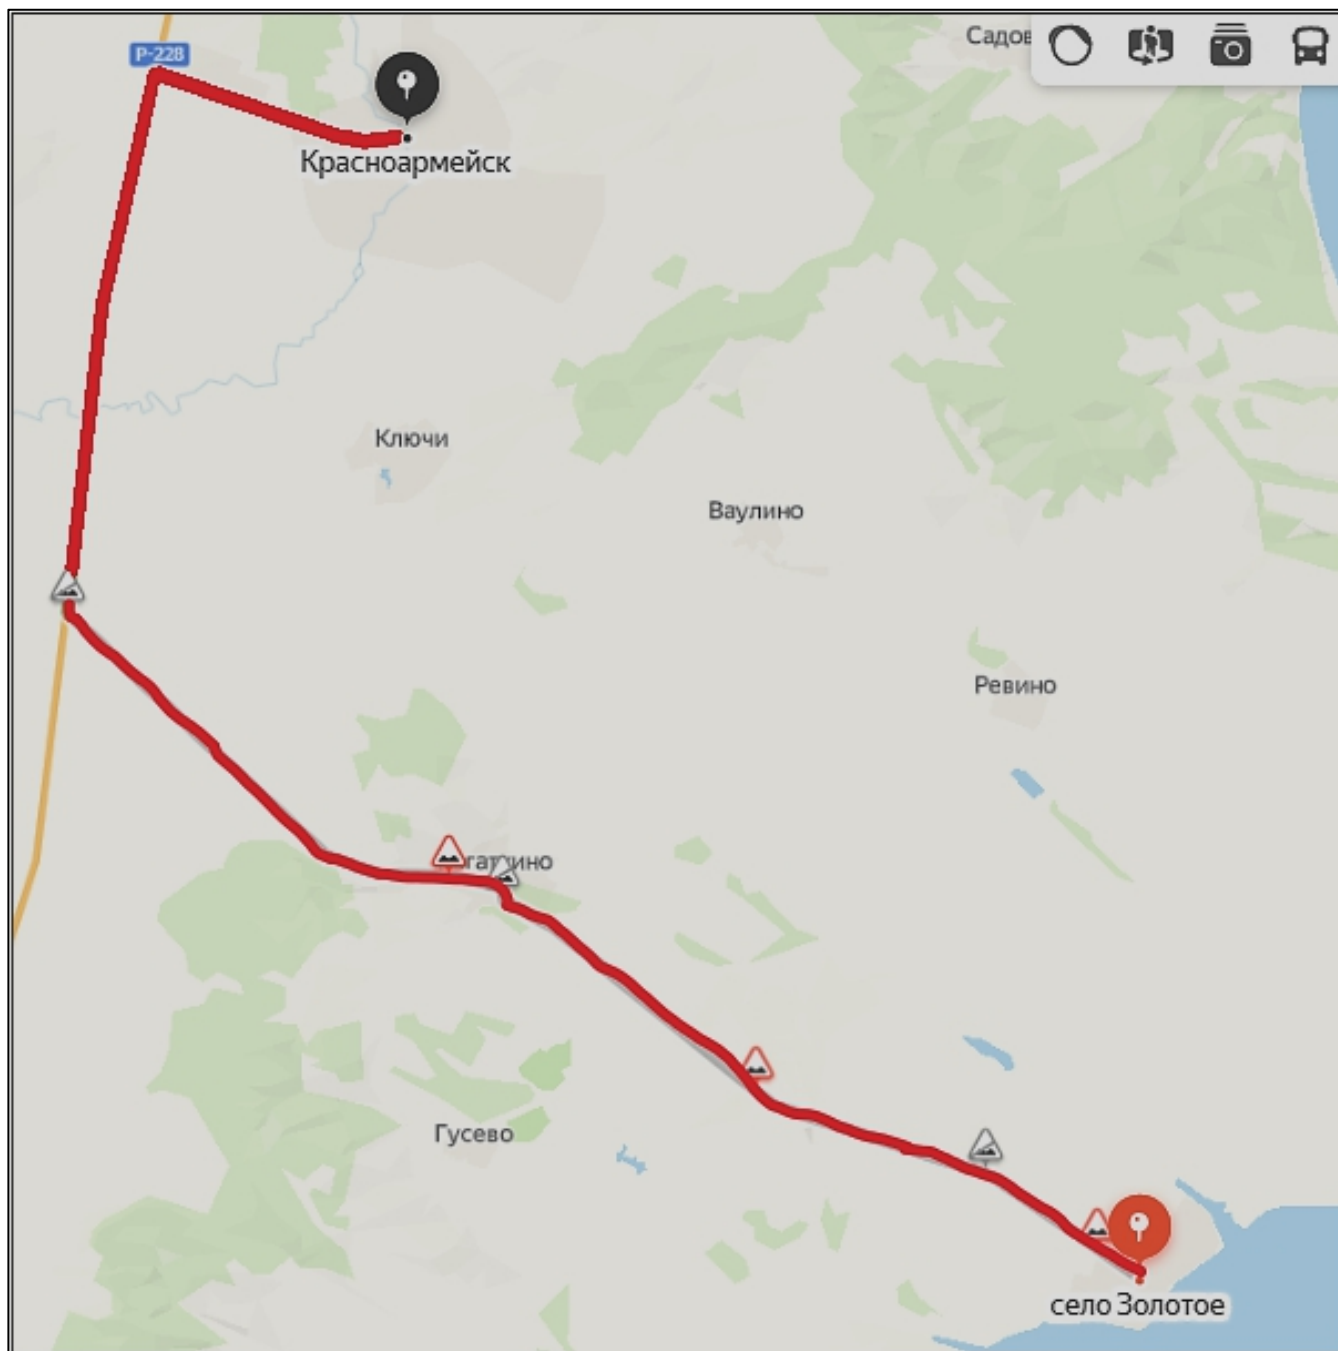 Садов
Р-228
Красноармейск
Ключи
Ваулино
Ревино
Гусево
село Золотое